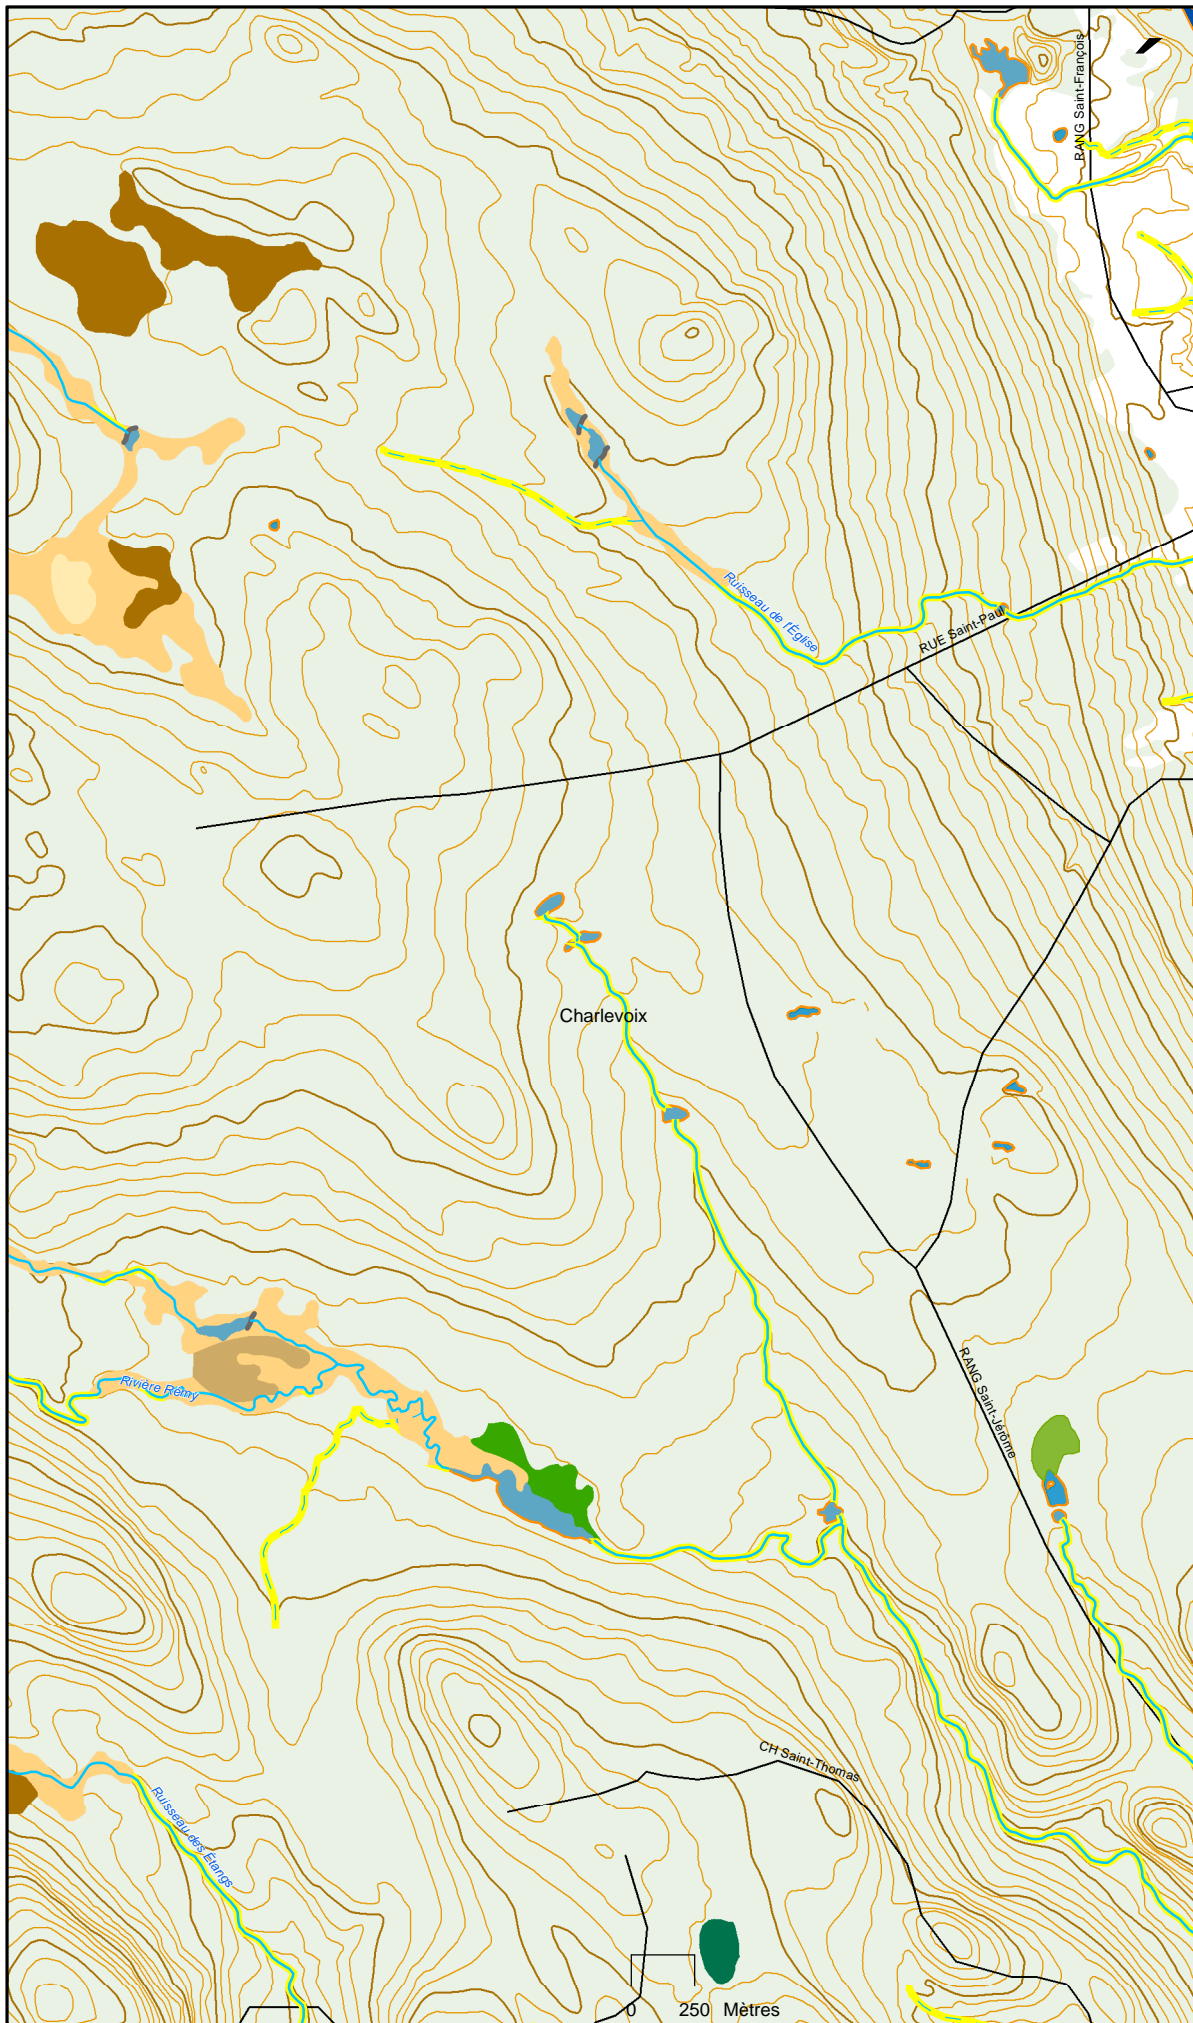 RANG Saint-François
Ruisseau de l'Église
RUE Saint-Paul
Charlevoix
RANG Saint-Jérôme
Rivière Rémy
CH Saint-Thomas
Ruisseau des Étangs
0 250 Mètres